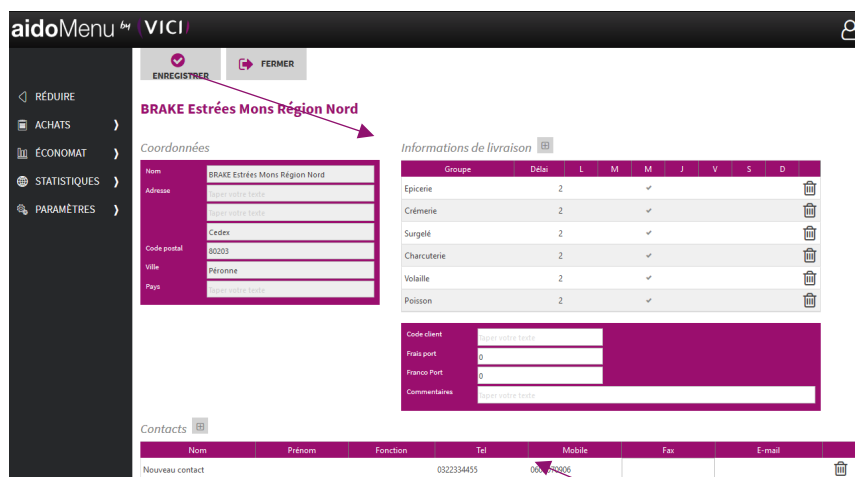 aidoMenu by (VICI)
ENREGISTRER
FERMER
RÉDUIRE
ACHATS
ÉCONOMAT
STATISTIQUES
PARAMÈTRES
BRAKE Estrées Mons Région Nord
Coordonnées
Nom BRAKE Estrées Mons Région Nord
Adresse Taper votre texte
Taper votre texte
Cedex
Code postal 80203
Ville Péronne
Pays Taper votre texte
Informations de livraison
Groupe Délai L M M J V S D
Epicerie 2
Crémerie 2
Surgelé 2
Charcuterie 2
Volaille 2
Poisson 2
Code client Taper votre texte
Frais port 0
Franco Port 0
Commentaires Taper votre texte
Contacts
Nom Prénom Fonction Tel Mobile Fax E-mail
Nouveau contact 0322334455